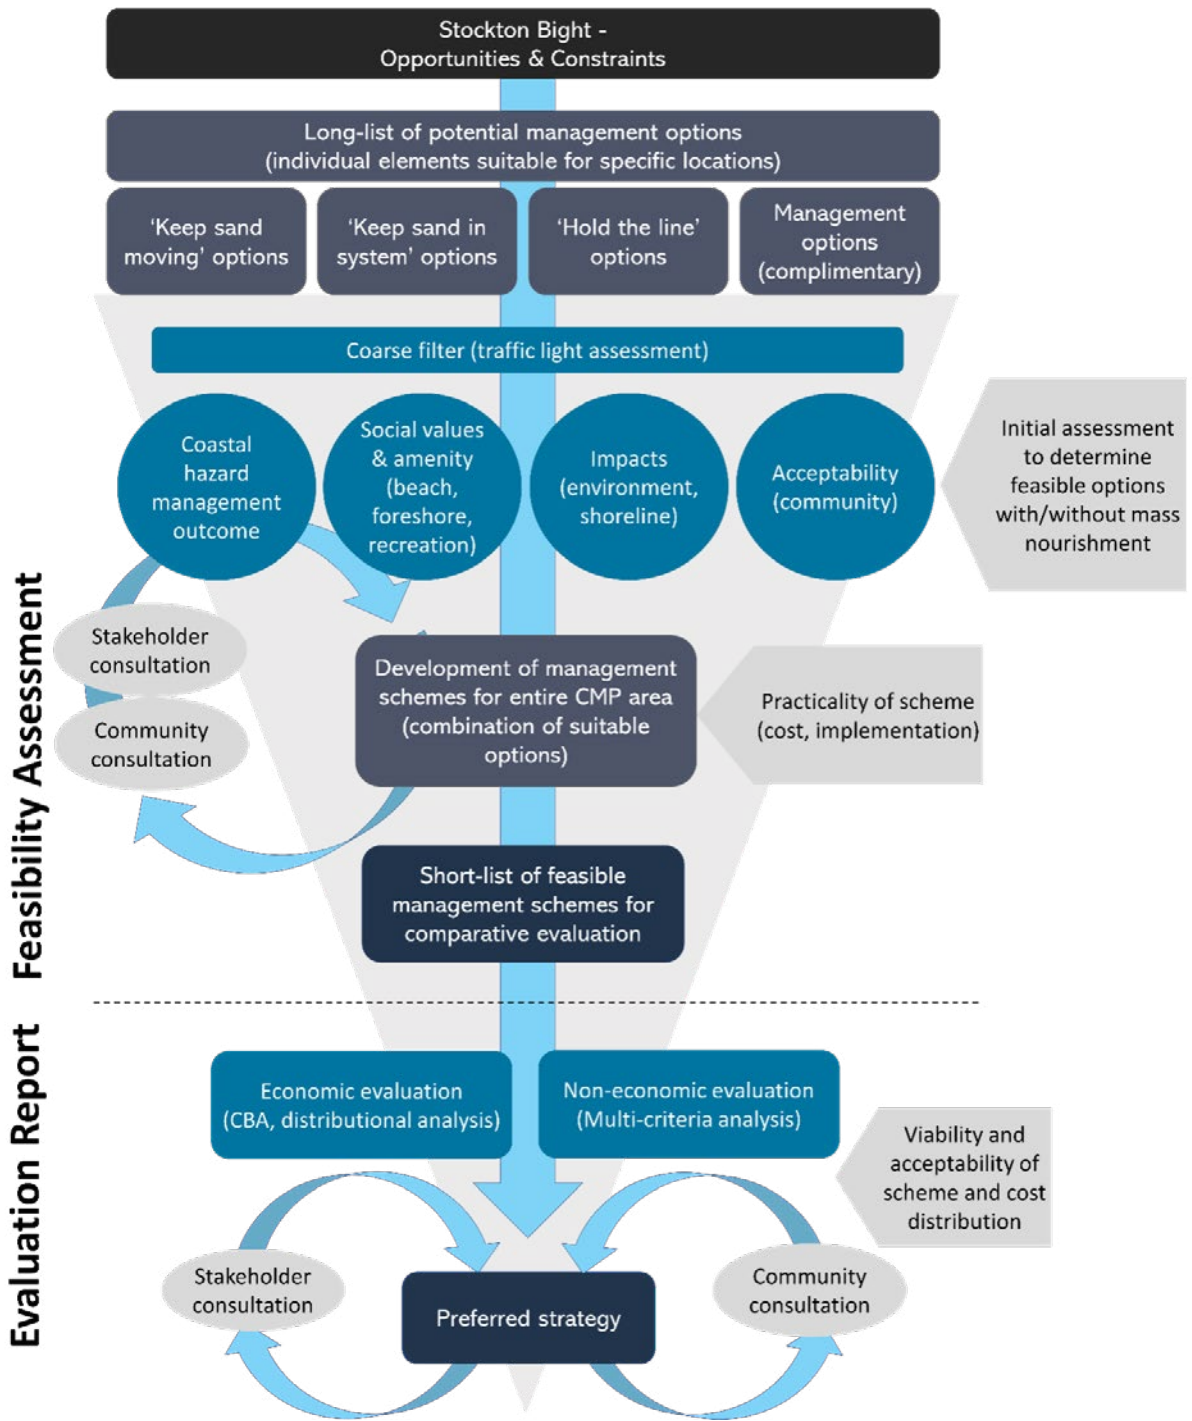 Stockton Bight -
Opportunities & Constraints
Long-list of potential management options
(individual elements suitable for specific locations)
‘Keep sand
moving’ options
‘Keep sand in
system’ options
‘Hold the line’
options
Management
options
(complimentary)
Coarse filter (traffic light assessment)
Coastal
hazard
management
outcome
Social values
& amenity
(beach,
foreshore,
recreation)
Impacts
(environment,
shoreline)
Acceptability
(community)
Initial assessment
to determine
feasible options
with/without mass
nourishment
Feasibility Assessment
Stakeholder
consultation
Community
consultation
Development of management
schemes for entire CMP area
(combination of suitable
options)
Practicality of scheme
(cost, implementation)
Short-list of feasible
management schemes for
comparative evaluation
Evaluation Report
Economic evaluation
(CBA, distributional analysis)
Non-economic evaluation
(Multi-criteria analysis)
Viability and
acceptability of
scheme and cost
distribution
Stakeholder
consultation
Preferred strategy
Community
consultation